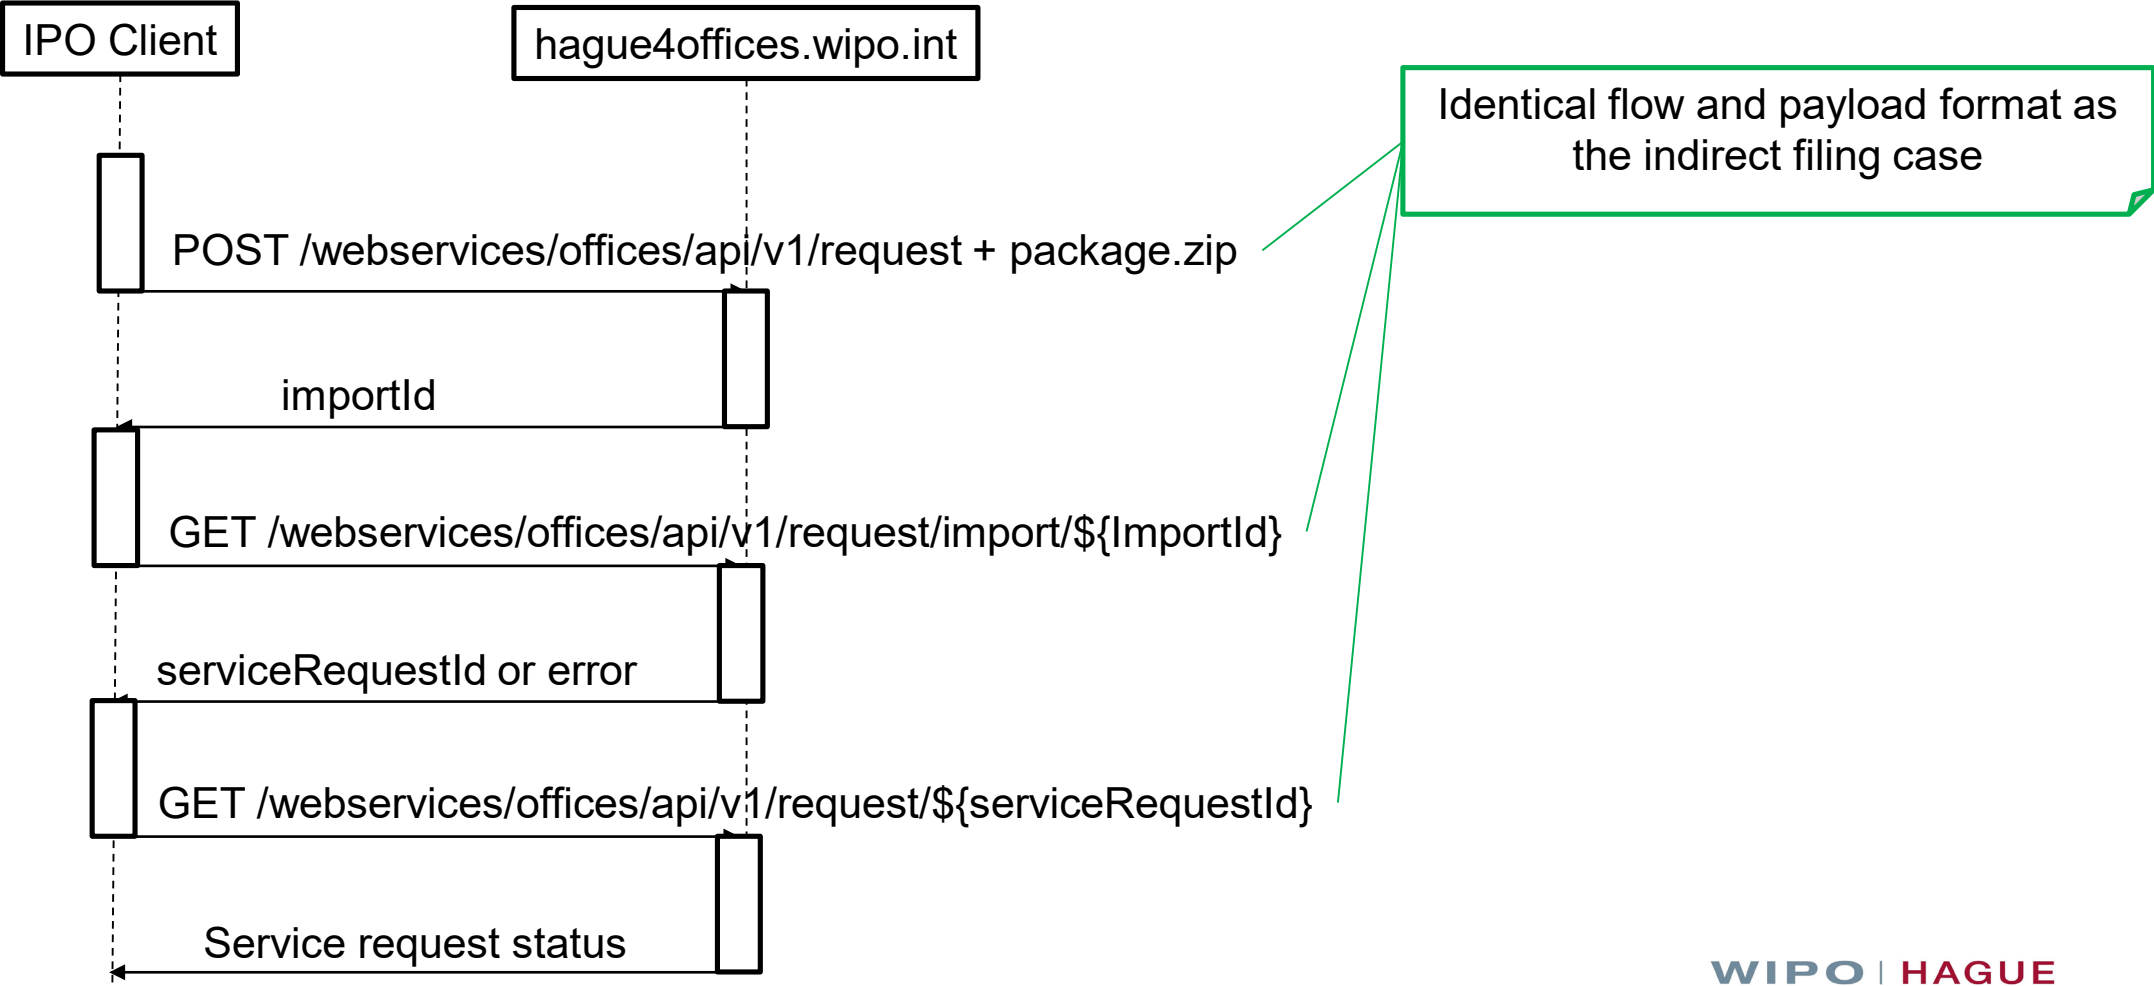 IPO Client
hague4offices.wipo.int
Identical flow and payload format as
the indirect filing case
POST /webservices/offices/api/v1/request + package.zip
importId
GET /webservices/offices/api/v1/request/import/${ImportId}
serviceRequestId or error
GET /webservices/offices/api/v1/request/${serviceRequestId}
Service request status
WIPO | HAGUE